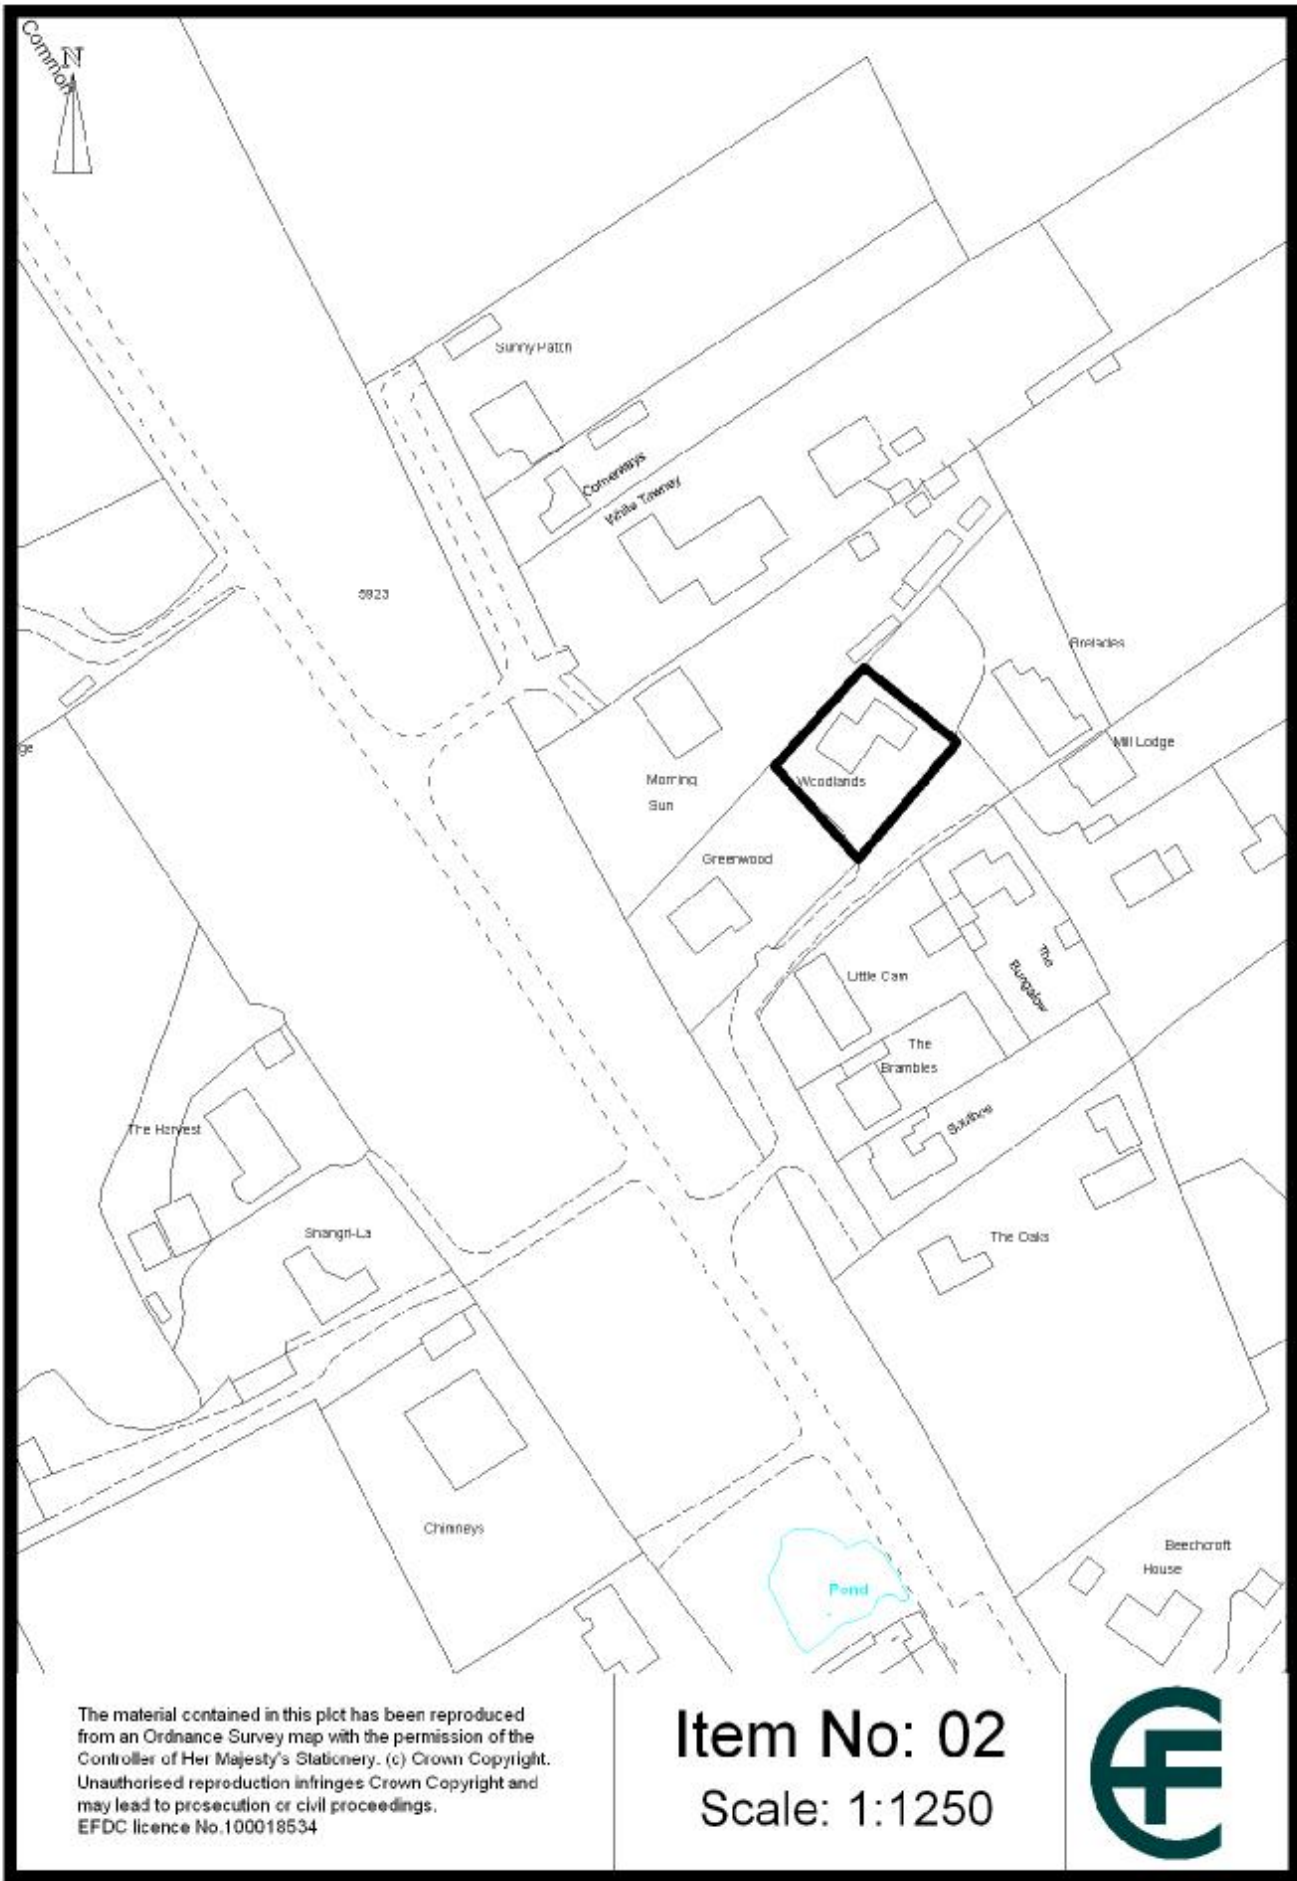 Common
N
Sunny Patch
Cornerways
White Tawney
5923
Brelades
ge
Mill Lodge
Morning
Sun
Woodlands
Greenwood
Little Cam
The
Bungalow
The
Brambles
The Harvest
Shangri-La
The Oaks
Chimneys
Beechcroft
House
Pond
The material contained in this plot has been reproduced
from an Ordnance Survey map with the permission of the
Controller of Her Majesty's Stationery. (c) Crown Copyright.
Unauthorised reproduction infringes Crown Copyright and
may lead to prosecution or civil proceedings.
EFDC licence No.100018534
Item No: 02
Scale: 1:1250